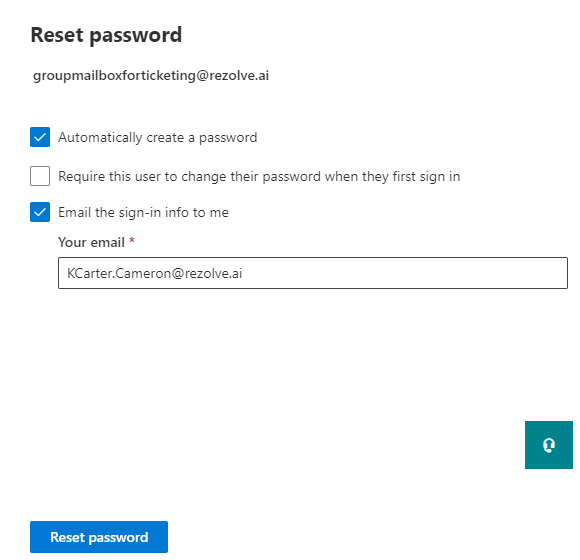 Reset password
groupmailboxforticketing@rezolve.ai
Automatically create a password
Require this user to change their password when they first sign in
Email the sign-in info to me
Your email *
KCarter.Cameron@rezolve.ai
Reset password